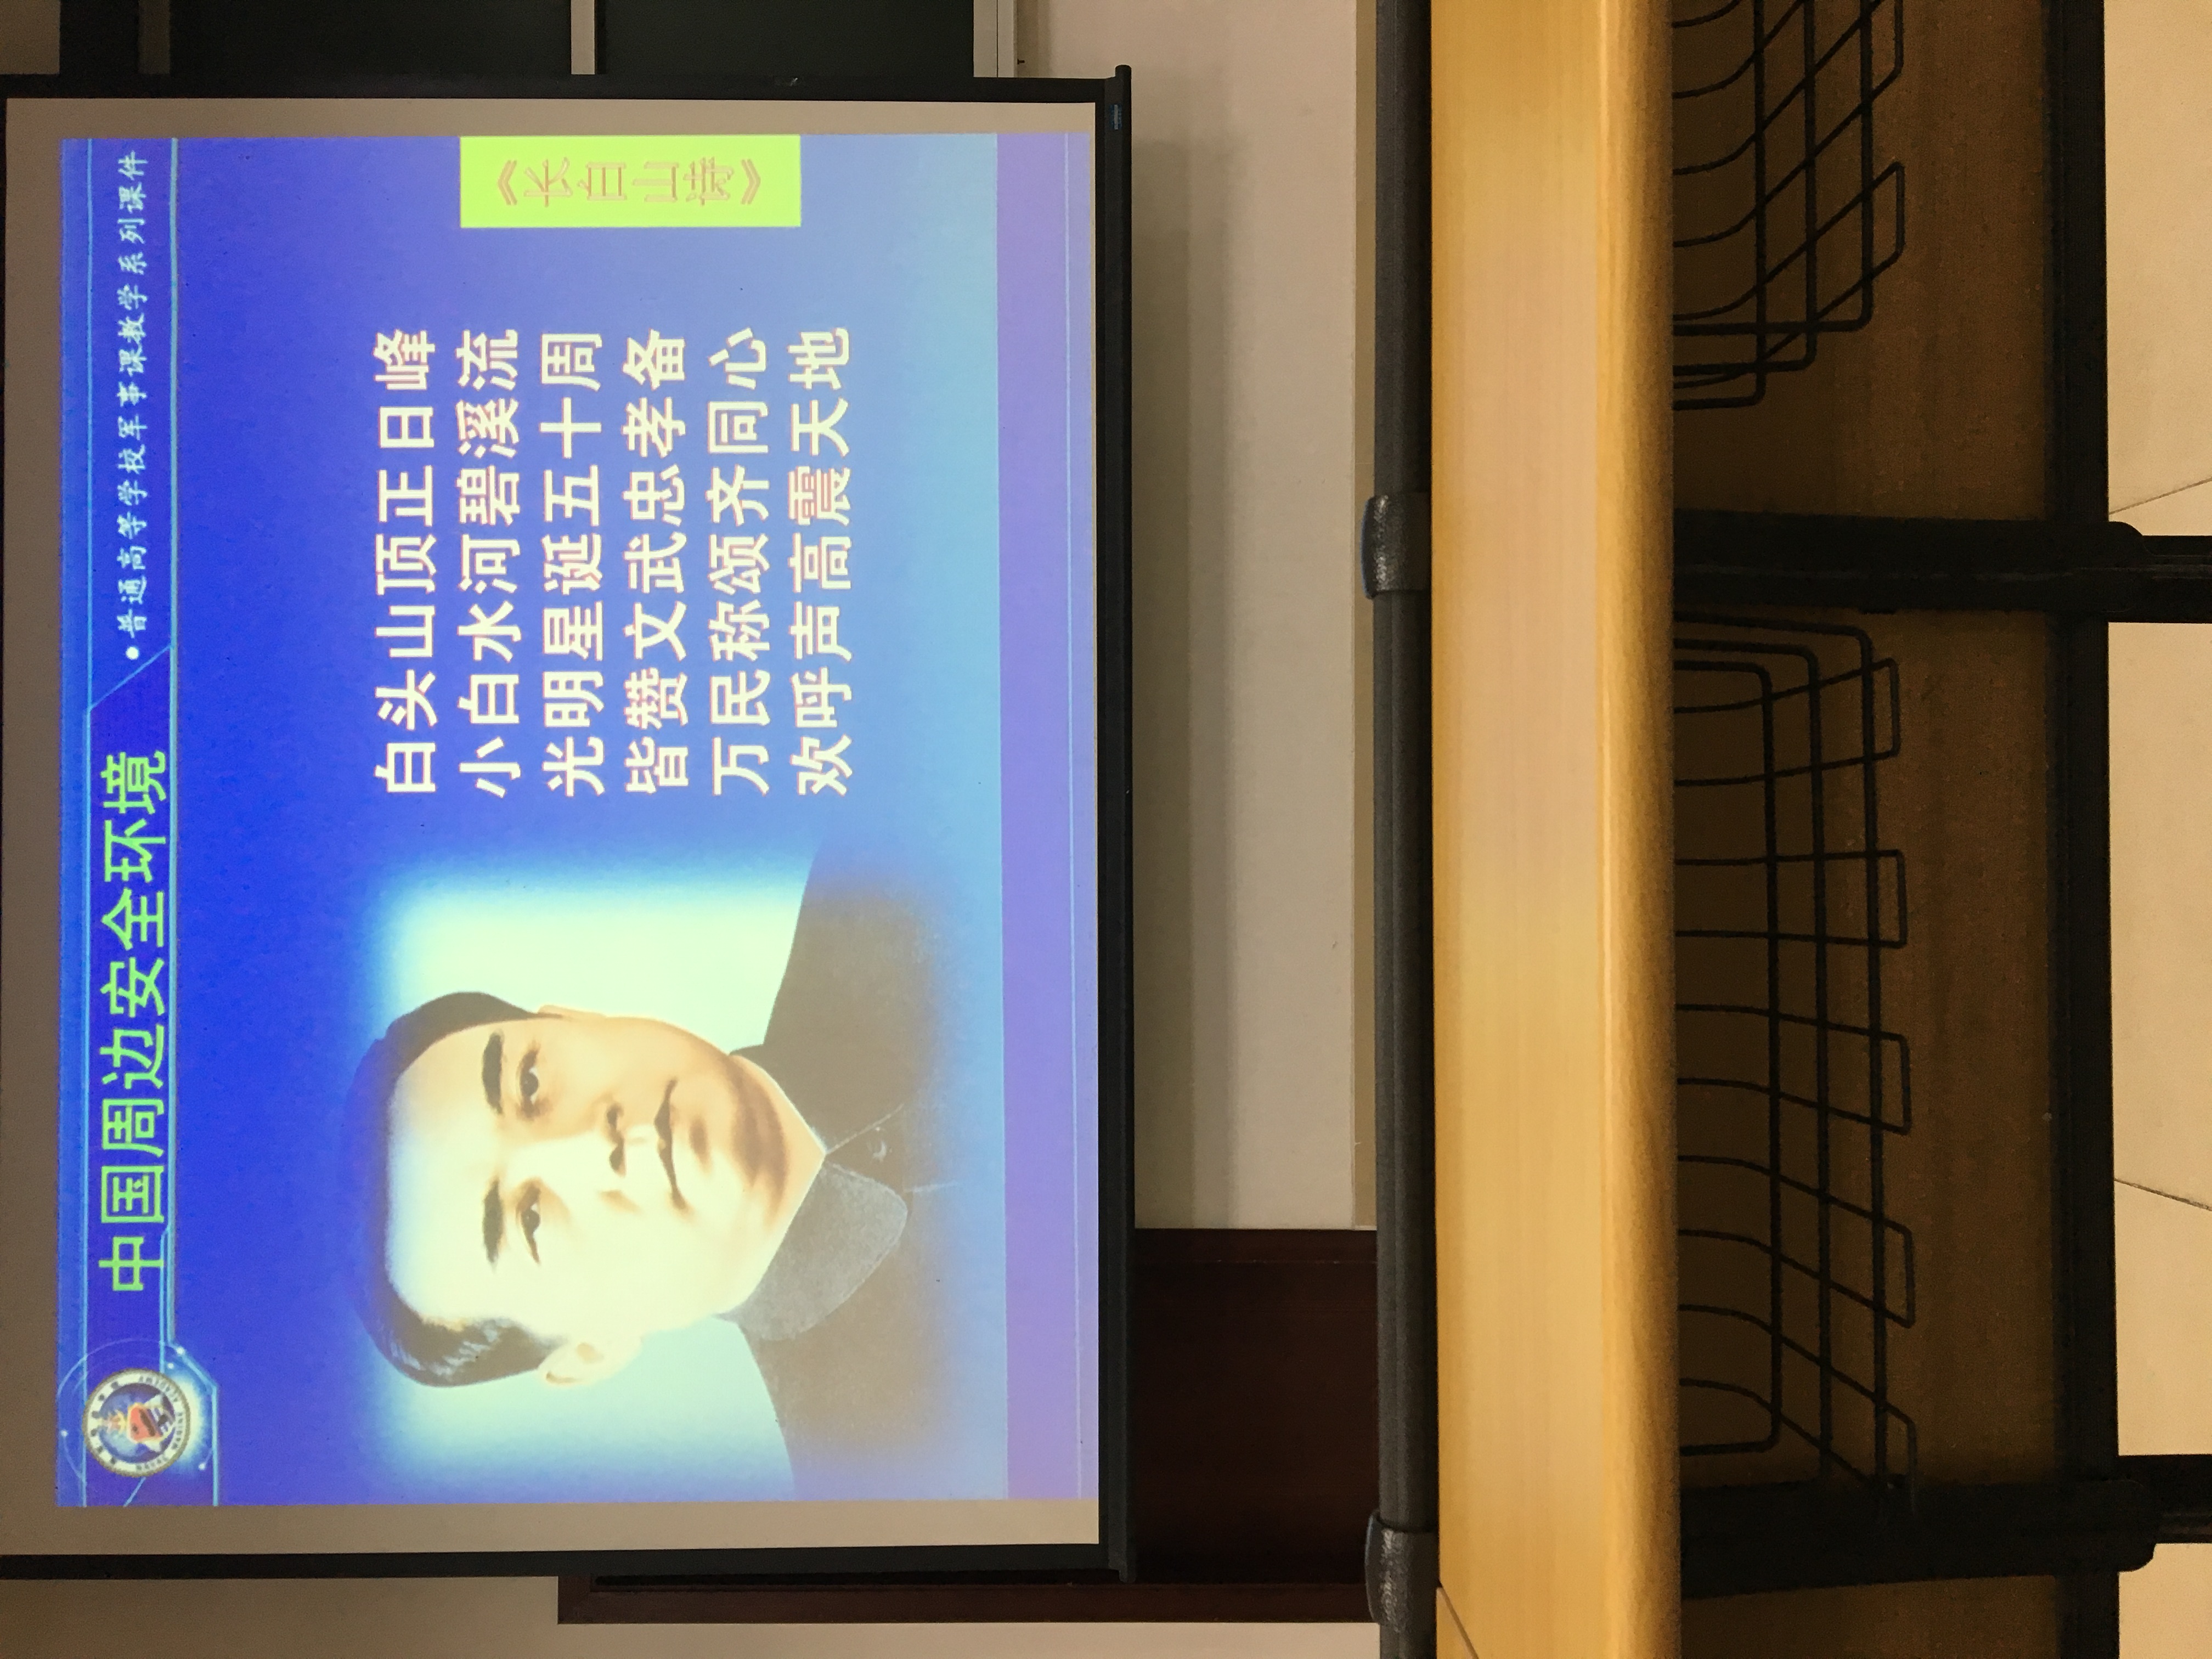 中国周边安全环境
•普通高等学校军事课教学系列课件
白头山顶正日峰
小白水河碧溪流
光明星诞五十周
皆赞文武忠孝备
万民称颂齐同心
欢呼声高震天地
《长白山诗》